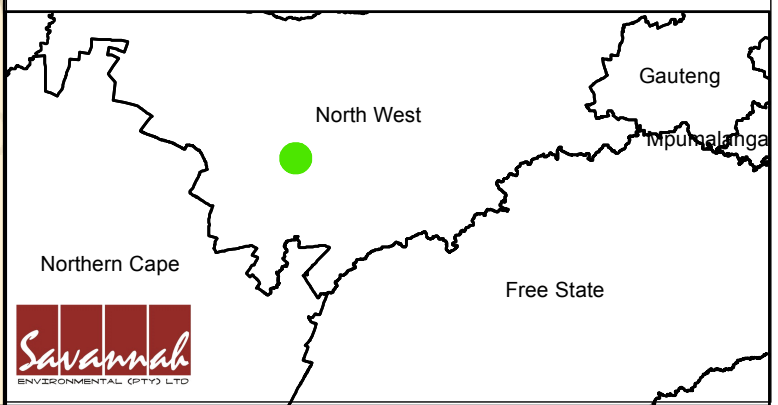 Gauteng
North West
Mpumalanga
Northern Cape
Free State
Savannah
ENVIRONMENTAL (PTY) LTD